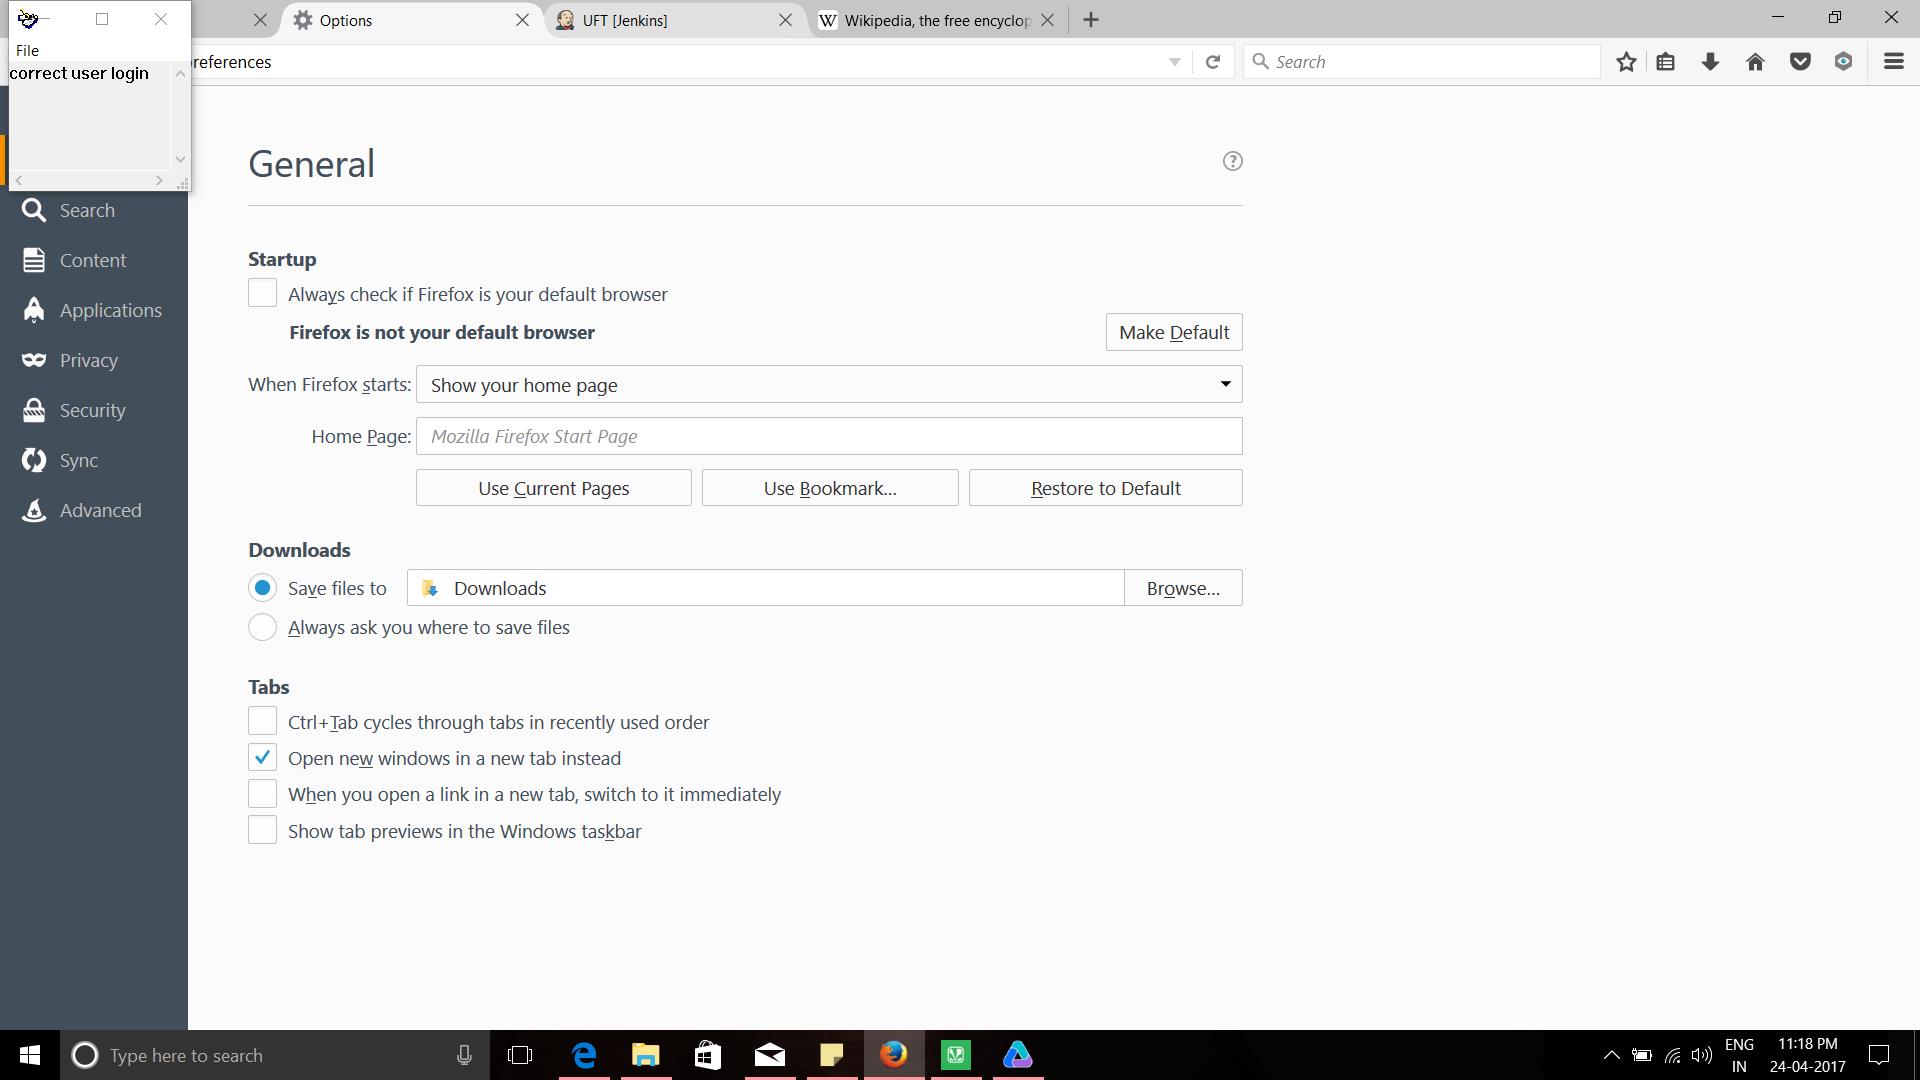 Options
UFT [Jenkins]
Wikipedia, the free encyclop
File
references
Search
correct user login
General
Search
Content
Applications
Privacy
Security
Sync
Advanced
Startup
Always check if Firefox is your default browser
Firefox is not your default browser
Make Default
When Firefox starts:
Show your home page
Home Page:
Mozilla Firefox Start Page
Use Current Pages
Use Bookmark...
Restore to Default
Downloads
Save files to
Downloads
Browse...
Always ask you where to save files
Tabs
Ctrl+Tab cycles through tabs in recently used order
Open new windows in a new tab instead
When you open a link in a new tab, switch to it immediately
Show tab previews in the Windows taskbar
Type here to search
ENG
IN
11:18 PM
24-04-2017